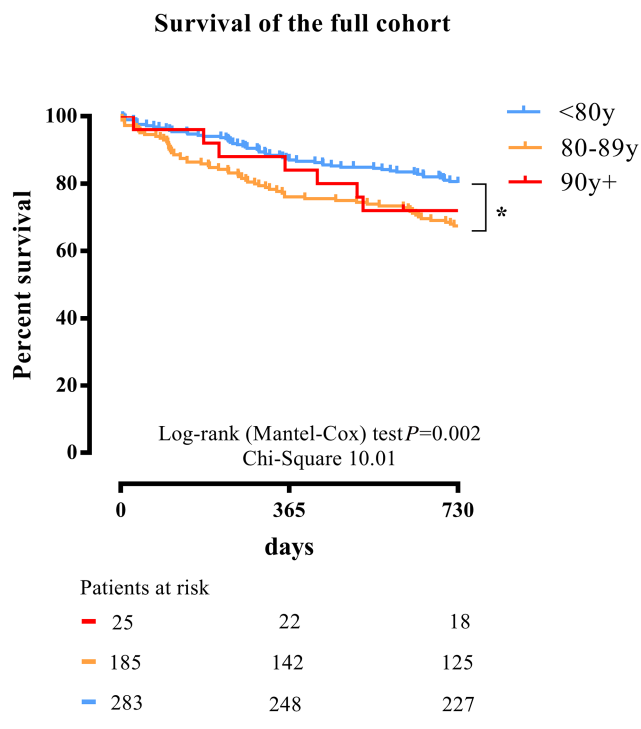 Survival of the full cohort
<80y
80-89y
90y+
Percent survival
100
80
60
40
20
0
*
Log-rank (Mantel-Cox) test P=0.002
Chi-Square 10.01
0 365 730
days
Patients at risk
25 22 18
185 142 125
283 248 227